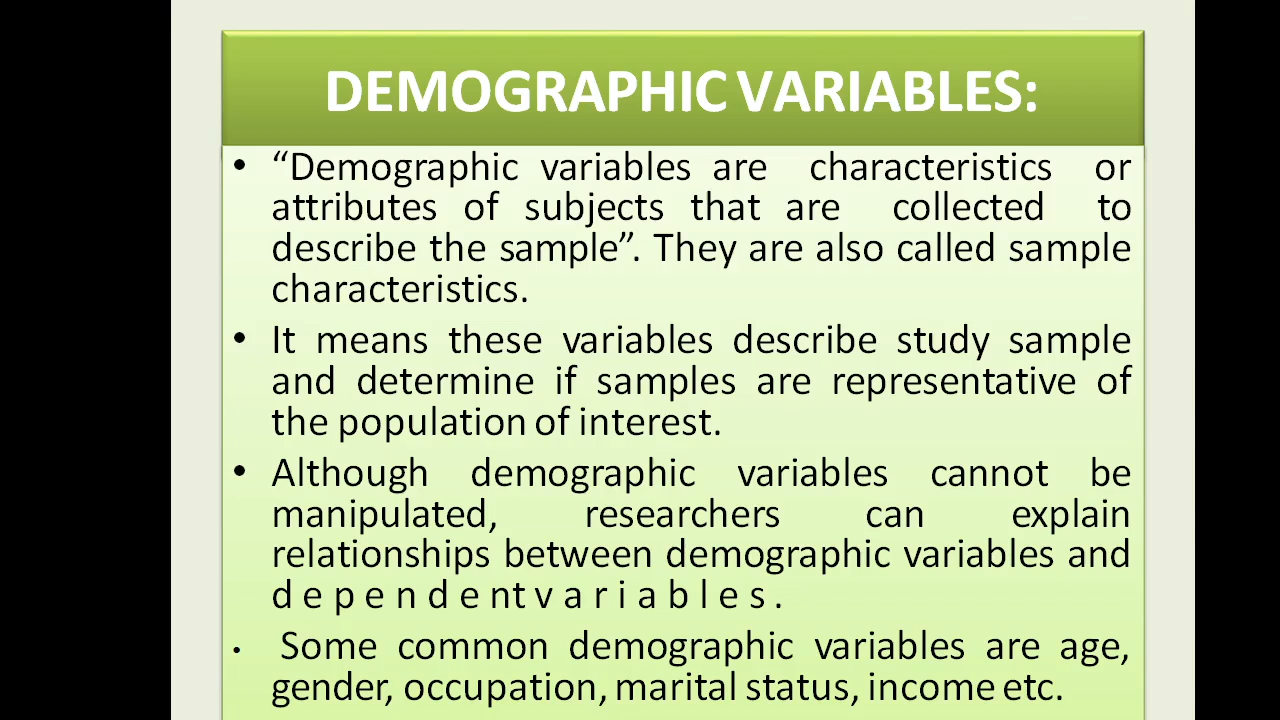 DEMOGRAPHIC VARIABLES:
• “Demographic variables are characteristics or
attributes of subjects that are collected to
describe the sample”. They are also called sample
characteristics.
• It means these variables describe study sample
and determine if samples are representative of
the population of interest.
• Although demographic variables cannot be
manipulated, researchers can explain
relationships between demographic variables and
d e p e n d e nt v a r i a b l e s .
• Some common demographic variables are age,
gender, occupation, marital status, income etc.